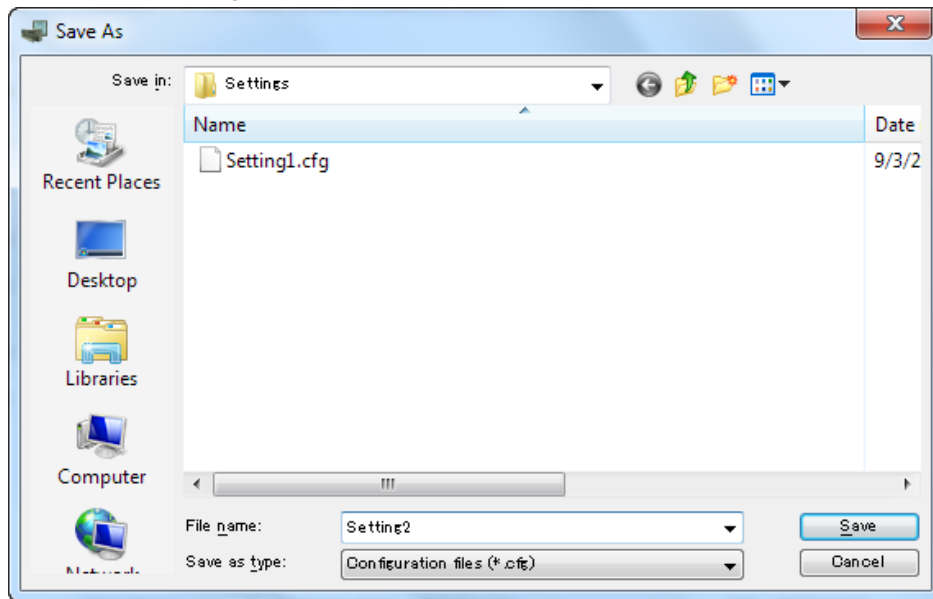 Save As
Save in:
Settings
Name
Date
Setting1.cfg
9/3/2
Recent Places
Desktop
Libraries
Computer
Network
File name:
Setting2
Save
Save as type:
Configuration files (*.cfg)
Cancel